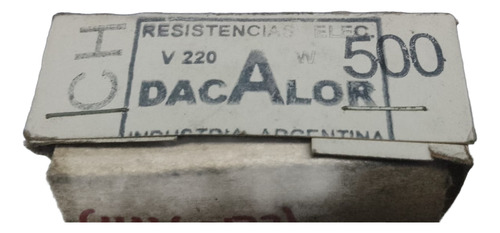 RESISTENCIAS ELEC.
V 220 W 500
DACALOR
INDUSTRIA ARGENTINA
CH